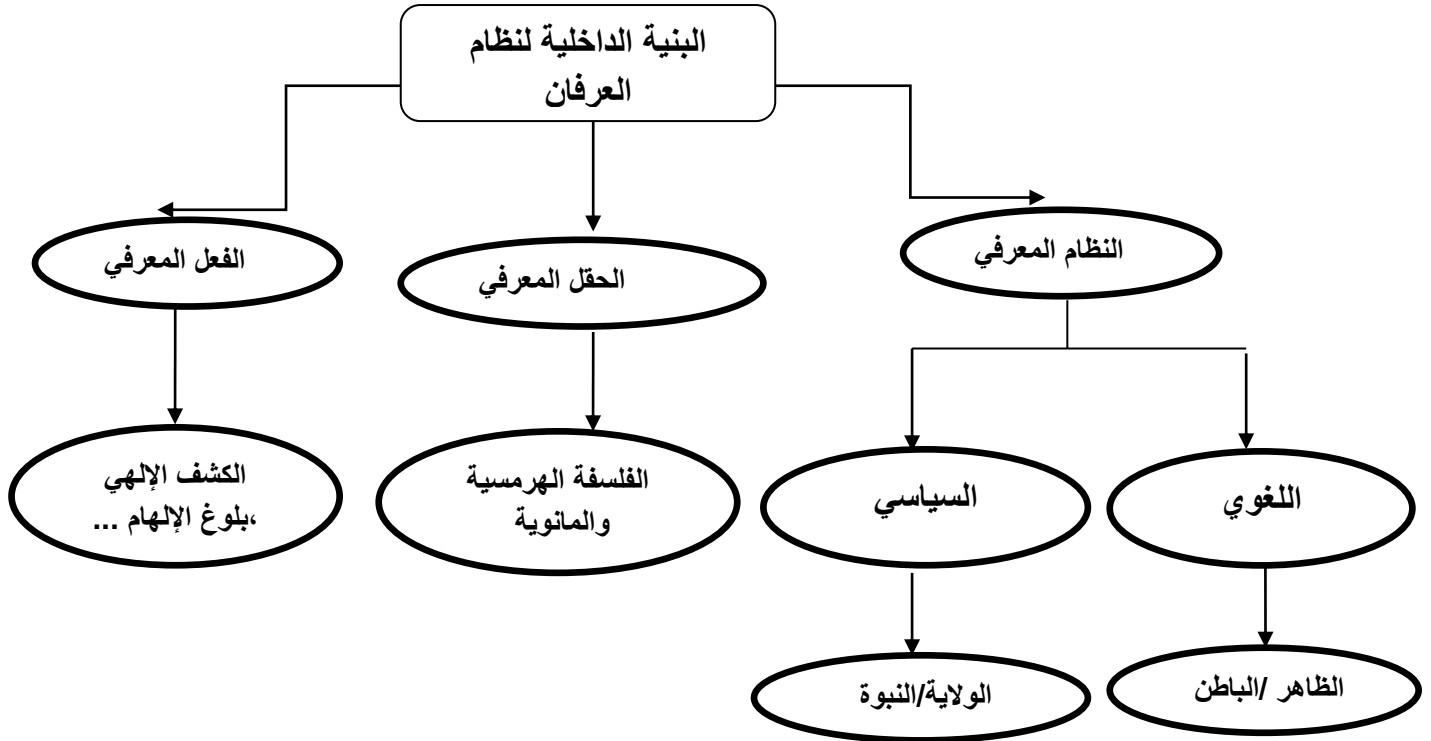 البنية الداخلية لنظام
العرفان
النظام المعرفي
الحقل المعرفي
الفعل المعرفي
اللغوي
السياسي
الفلسفة الهرمسية
والمانوية
الكشف الإلهي
،بلوغ الإلهام ...
الظاهر /الباطن
الولاية/النبوة